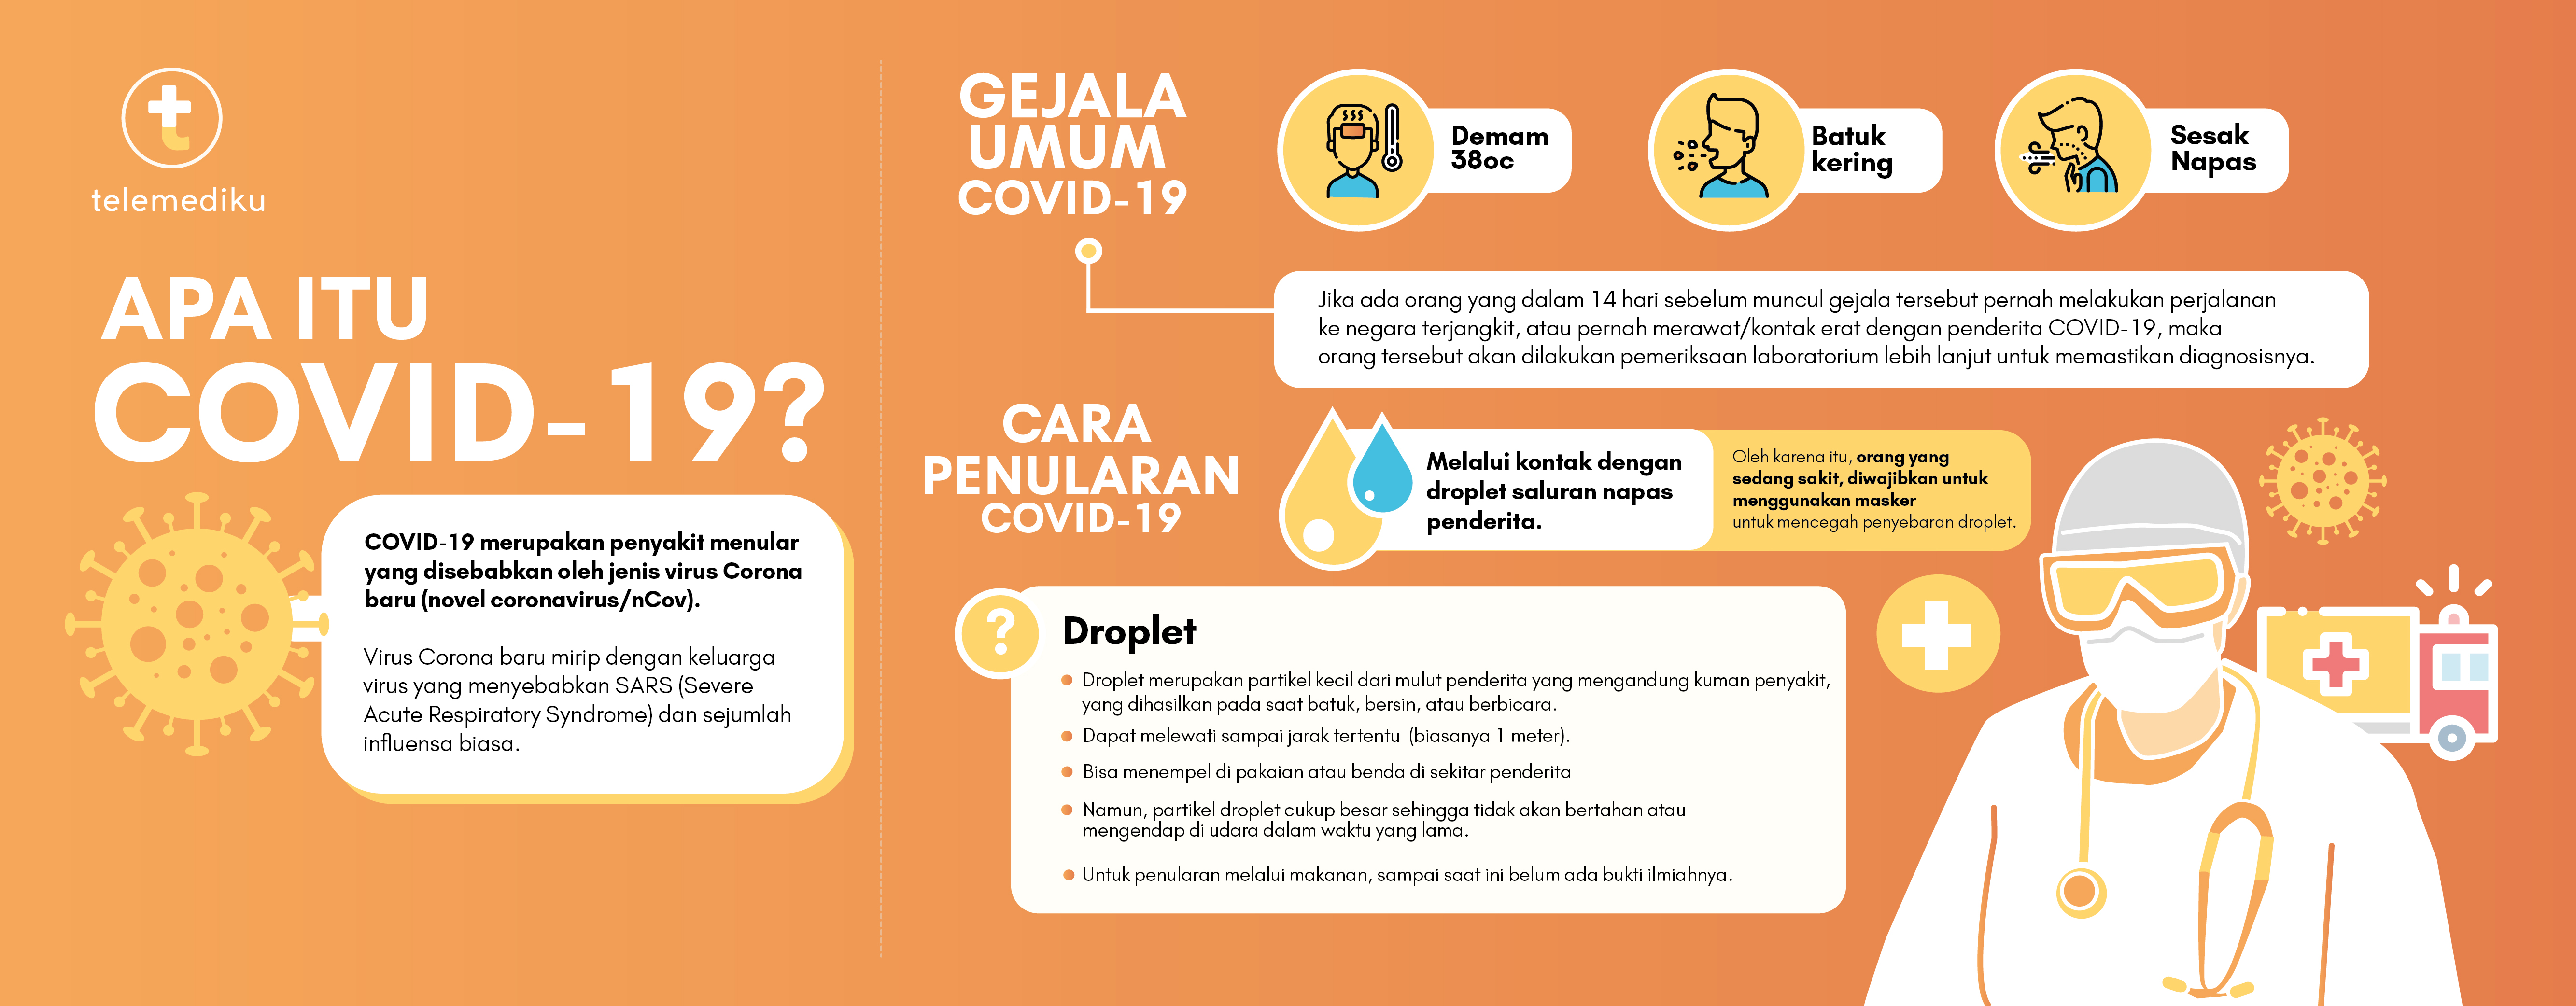 telemediku
APA ITU
COVID-19?
COVID-19 merupakan penyakit menular
yang disebabkan oleh jenis virus Corona
baru (novel coronavirus/nCov).
Virus Corona baru mirip dengan keluarga
virus yang menyebabkan SARS (Severe
Acute Respiratory Syndrome) dan sejumlah
influensa biasa.
GEJALA
UMUM
COVID-19
Demam
38oc
Batuk
kering
Sesak
Napas
Jika ada orang yang dalam 14 hari sebelum muncul gejala tersebut pernah melakukan perjalanan
ke negara terjangkit, atau pernah merawat/kontak erat dengan penderita COVID-19, maka
orang tersebut akan dilakukan pemeriksaan laboratorium lebih lanjut untuk memastikan diagnosisnya.
CARA
PENULARAN
COVID-19
Melalui kontak dengan
droplet saluran napas
penderita.
Oleh karena itu, orang yang
sedang sakit, diwajibkan untuk
menggunakan masker
untuk mencegah penyebaran droplet.
?
Droplet
Droplet merupakan partikel kecil dari mulut penderita yang mengandung kuman penyakit,
yang dihasilkan pada saat batuk, bersin, atau berbicara.
Dapat melewati sampai jarak tertentu (biasanya 1 meter).
Bisa menempel di pakaian atau benda di sekitar penderita
Namun, partikel droplet cukup besar sehingga tidak akan bertahan atau
mengendap di udara dalam waktu yang lama.
Untuk penularan melalui makanan, sampai saat ini belum ada bukti ilmiahnya.